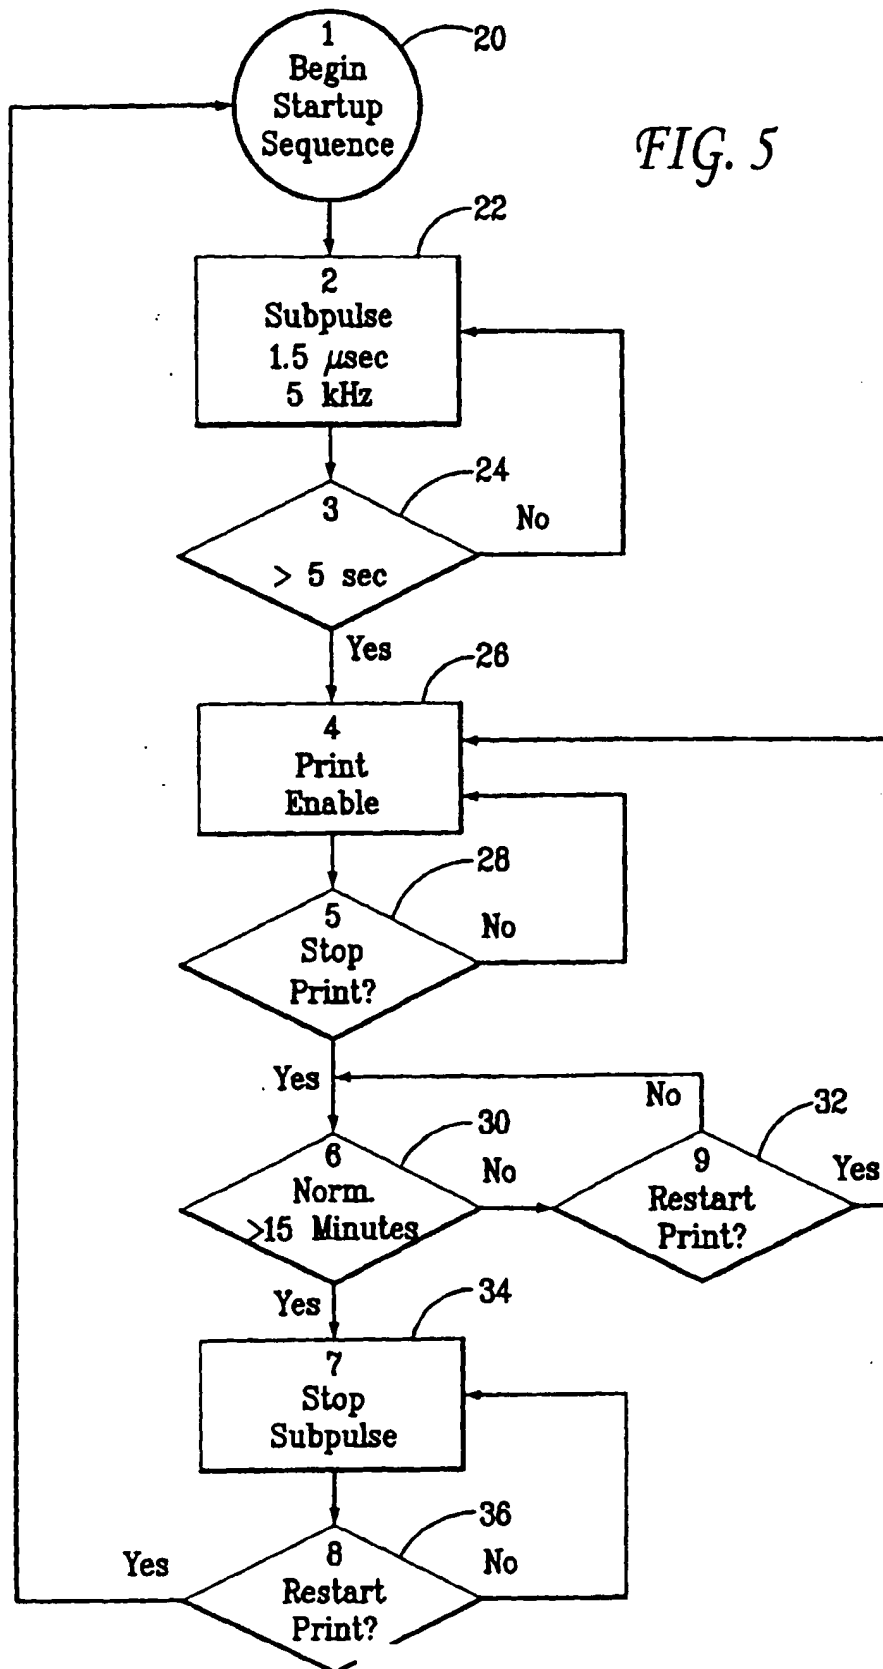 1
Begin
Startup
Sequence
20
FIG. 5
22
2
Subpulse
1.5 μsec
5 kHz
24
3
> 5 sec
No
Yes
26
4
Print
Enable
28
5
Stop
Print?
No
Yes
No
32
30
6
Norm.
>15 Minutes
No
9
Restart
Print?
Yes
Yes
34
7
Stop
Subpulse
36
8
Restart
Print?
Yes
No